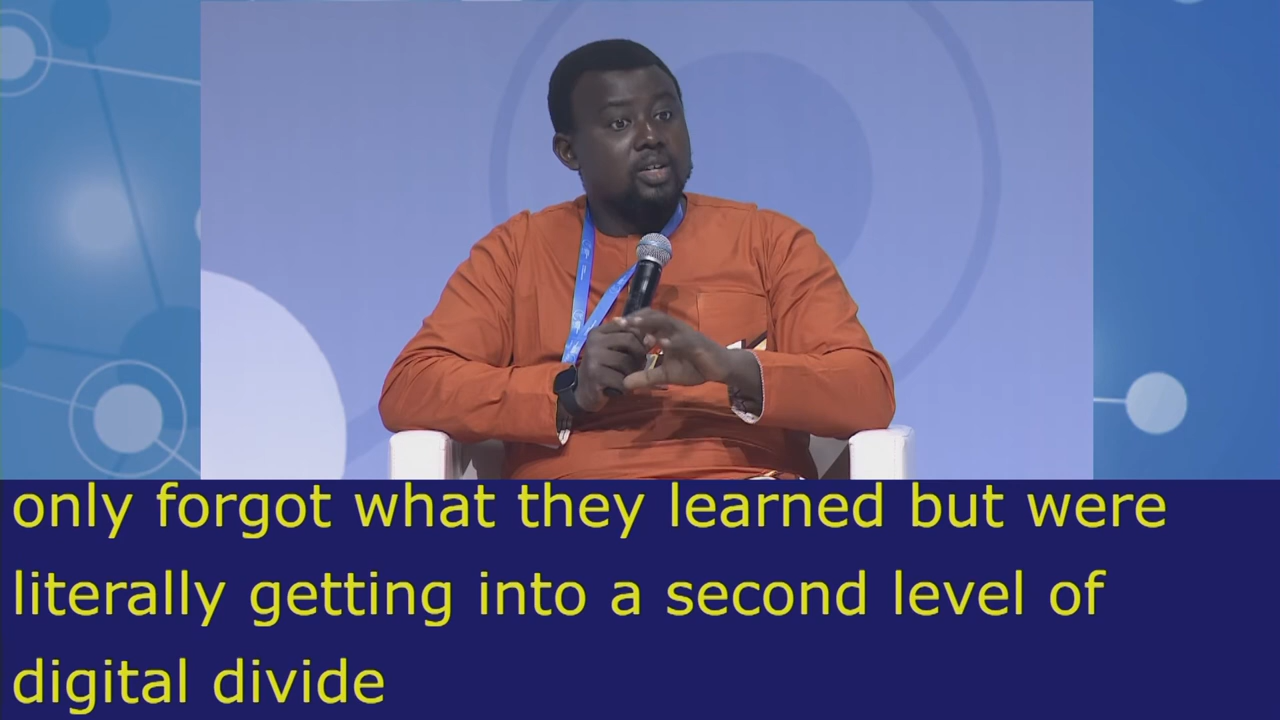 only forgot what they learned but were
literally getting into a second level of
digital divide